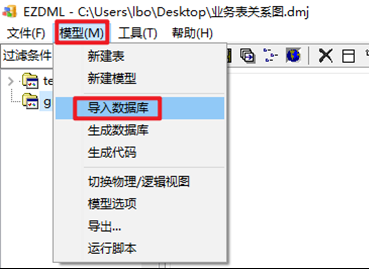 EZDML - C:\Users\lbo\Desktop\业务表关系图.dmj
文件(F) 模型(M) 工具(T) 帮助(H)
过滤条件
新建表
新建模型
te
g
导入数据库
生成数据库
生成代码
切换物理/逻辑视图
模型选项
导出...
运行脚本